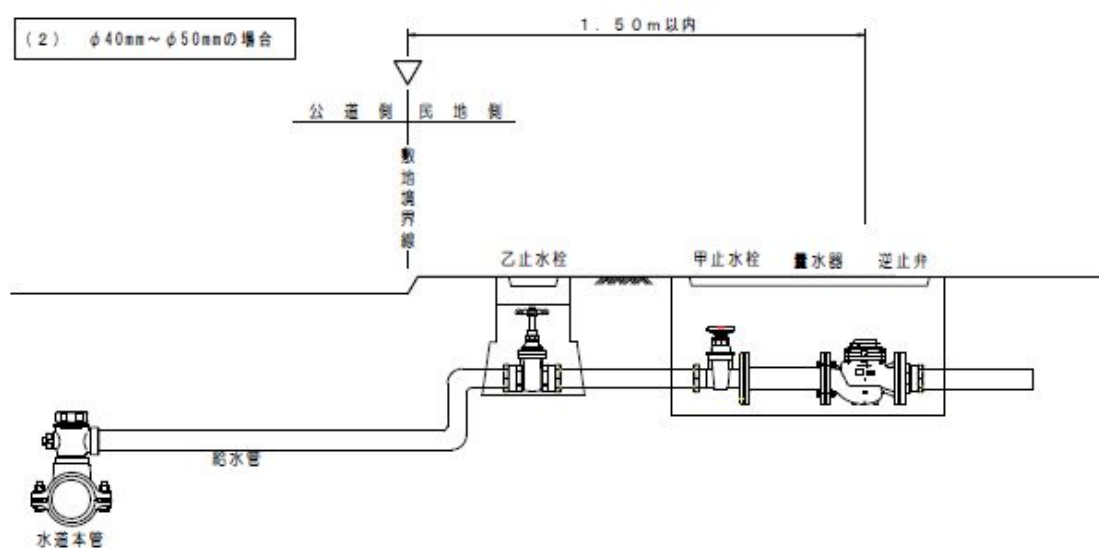 (2) φ40mm～φ50mmの場合
1.50m以内
公道側 民地側
敷地境界線
乙止水栓
甲止水栓 量水器 逆止弁
給水管
水道本管